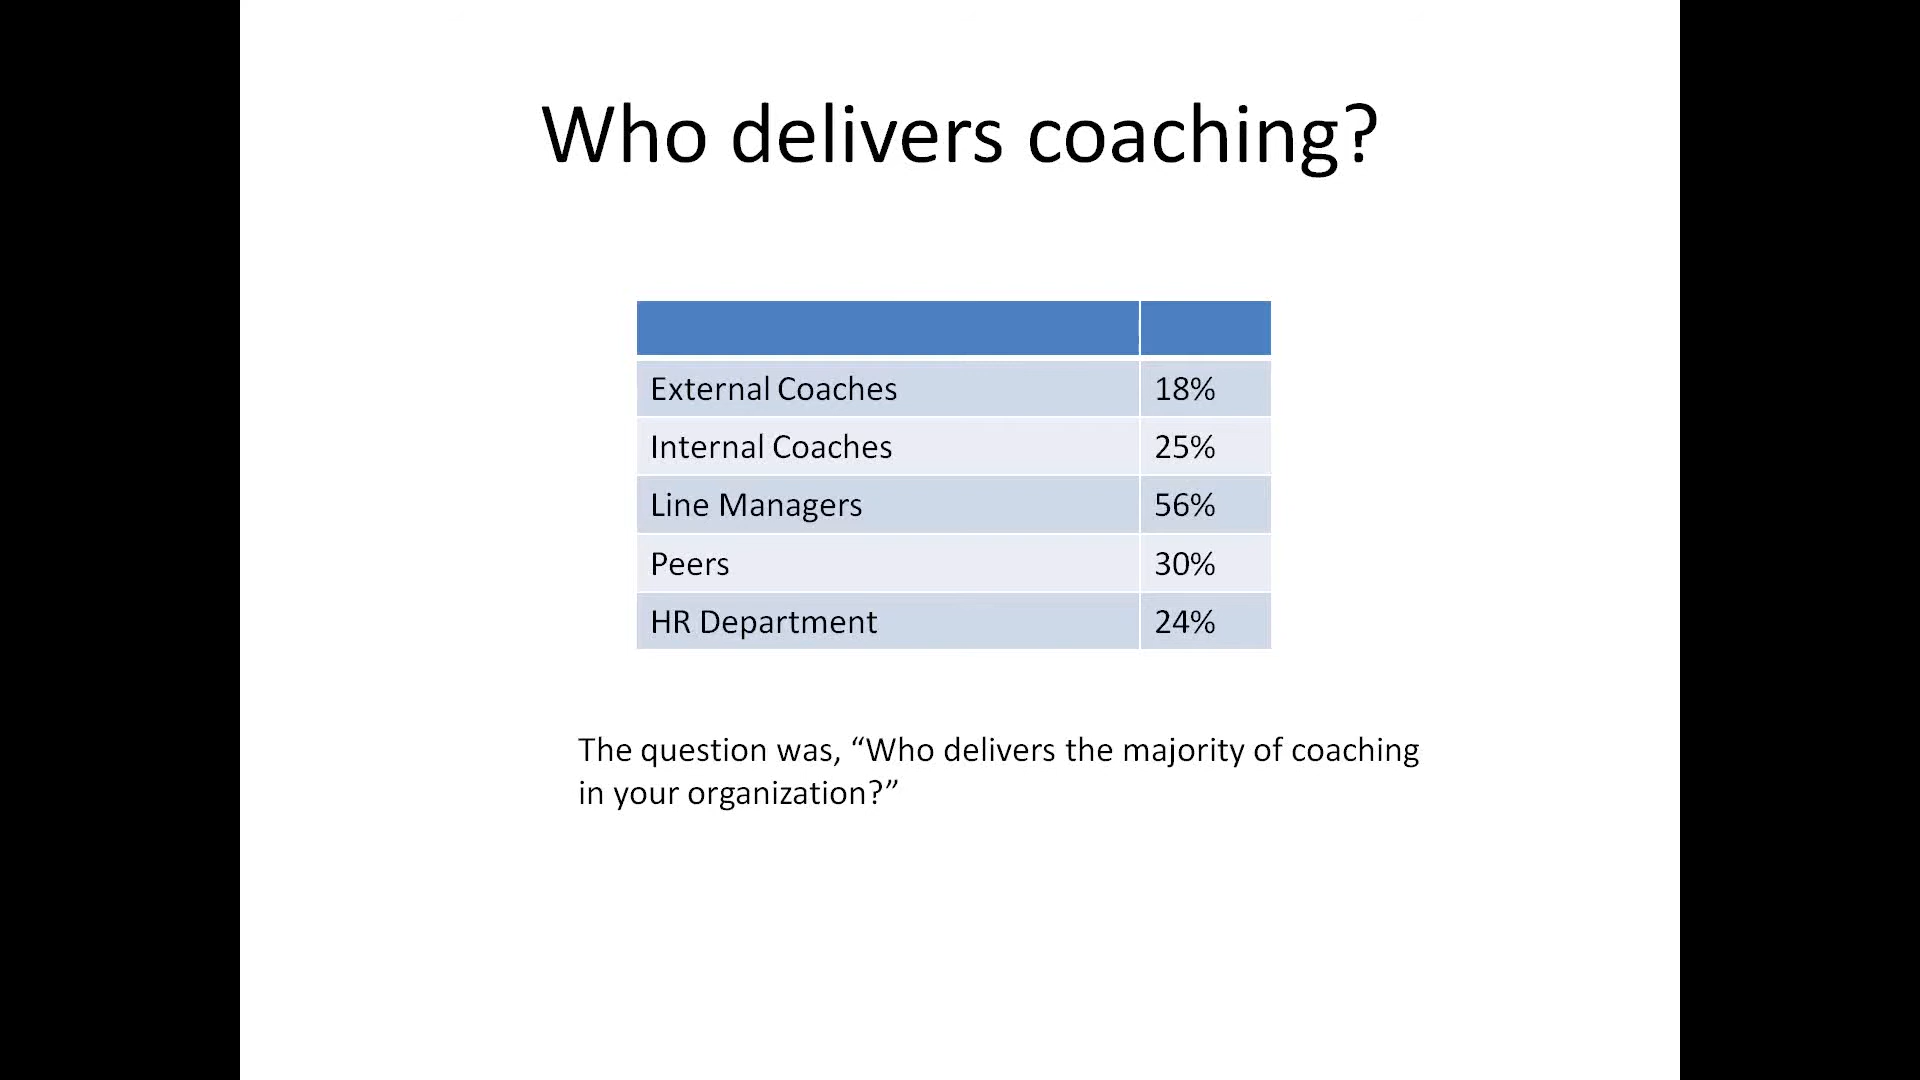 Who delivers coaching?
External Coaches 18%
Internal Coaches 25%
Line Managers 56%
Peers 30%
HR Department 24%
The question was, “Who delivers the majority of coaching
in your organization?”